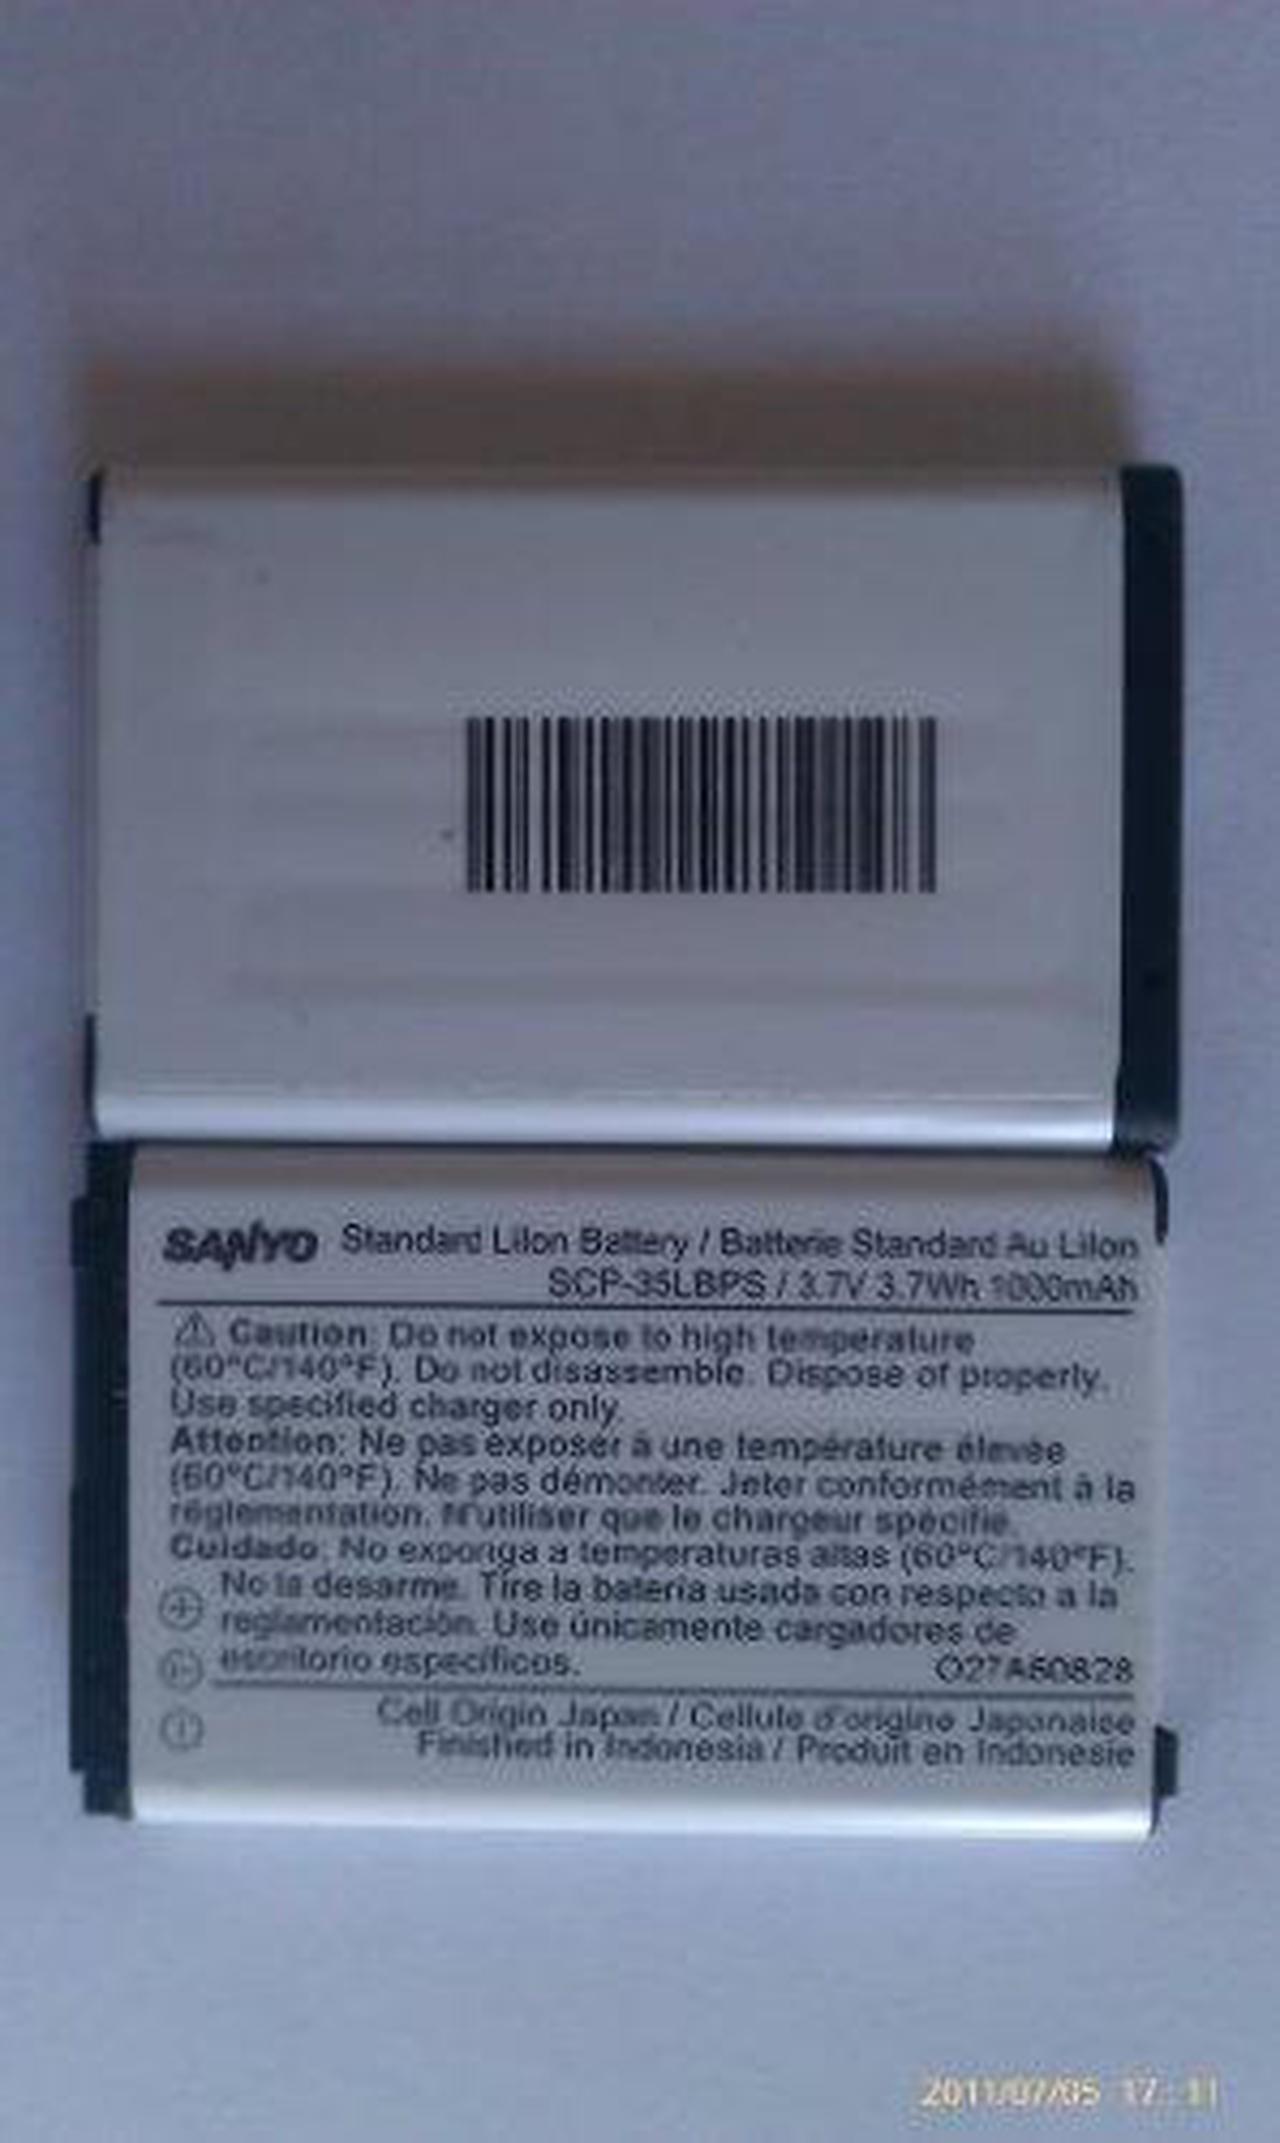 SANYO Standard LiIon Battery / Batterie Standard Au LiIon
SCP-35LBPS / 3.7V 3.7Wh 1000mAh
⚠ Caution: Do not expose to high temperature
(60°C/140°F). Do not disassemble. Dispose of properly.
Use specified charger only.
Attention: Ne pas exposer à une température élevée
(60°C/140°F). Ne pas démonter. Jeter conformément à la
réglementation. N'utiliser que le chargeur spécifié.
Cuidado: No exponga a temperaturas altas (60°C/140°F).
No la desarme. Tire la batería usada con respecto a la
reglamentación. Use únicamente cargadores de
escritorio específicos.
O27A60828
Cell Origin Japan / Cellule d'origine Japonaise
Finished in Indonesia / Produit en Indonesie
2011/07/05